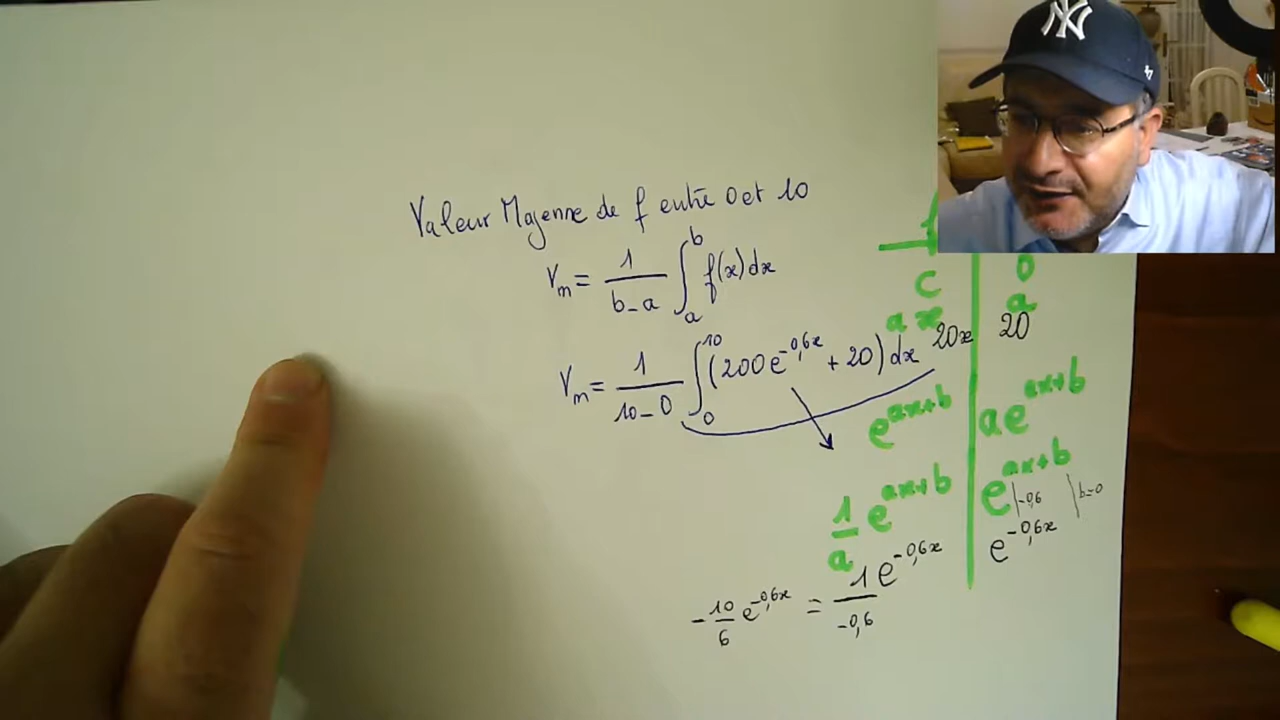 NY
Valeur Moyenne de f entre 0 et 10
V_m = 1/(b-a) ∫_a^b f(x)dx
V_m = 1/(10-0) ∫_0^10 (200e^(-0,6x) + 20)dx
C | 0
ax | a
20x | 20
e^(ax+b) | ae^(ax+b)
1/a e^(ax+b) | e^(ax+b) |-0,6 |b=0
-10/6 e^(-0,6x) = 1/(-0,6) e^(-0,6x) | e^(-0,6x)